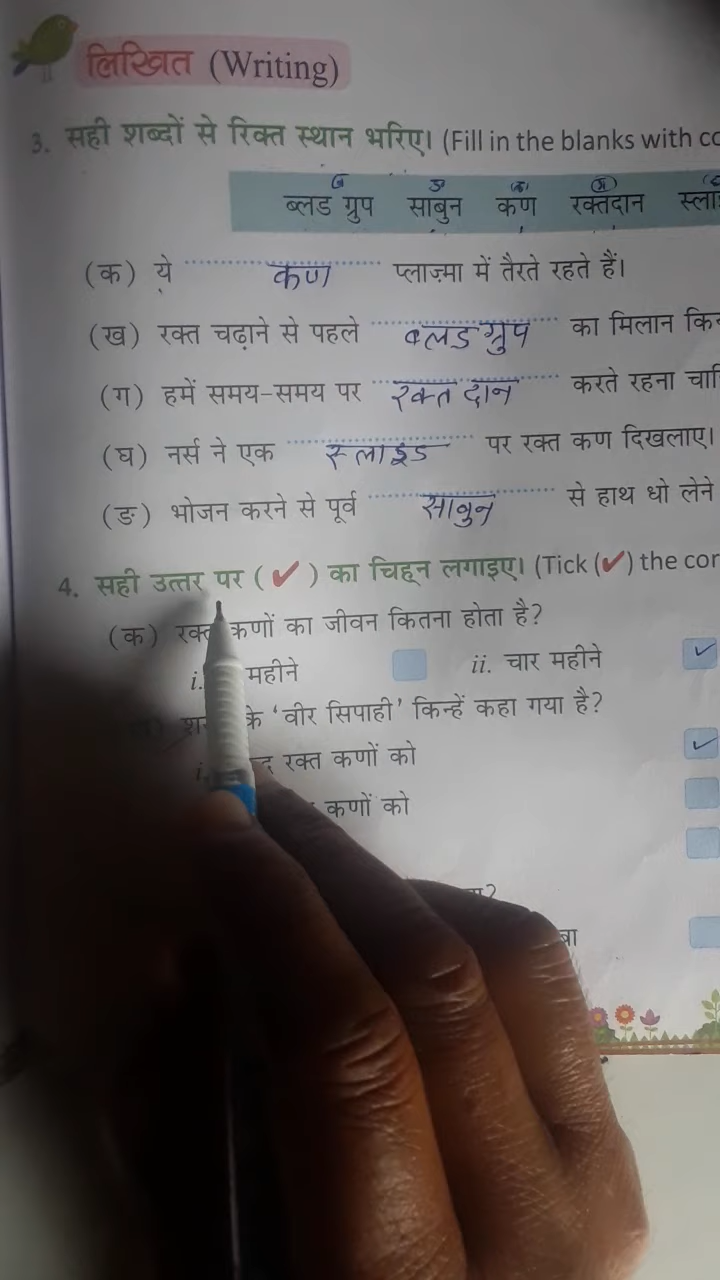 लिखित (Writing)
3. सही शब्दों से रिक्त स्थान भरिए। (Fill in the blanks with
ब्लड ग्रुप साबुन कण रक्तदान
(क) ये कण प्लाज़्मा में तैरते रहते हैं।
(ख) रक्त चढ़ाने से पहले ब्लड ग्रुप का मिलान
(ग) हमें समय-समय पर रक्त दान करते रहना
(घ) नर्स ने एक स्लाइड पर रक्त कण दिखलाए।
(ङ) भोजन करने से पूर्व साबुन से हाथ धो लेने
4. सही उत्तर पर (✓) का चिह्न लगाइए। (Tick (✓) the
(क) रक्त कणों का जीवन कितना होता है?
i. महीने ii. चार महीने ✓
के 'वीर सिपाही' किन्हें कहा गया है?
रक्त कणों को ✓
कणों को